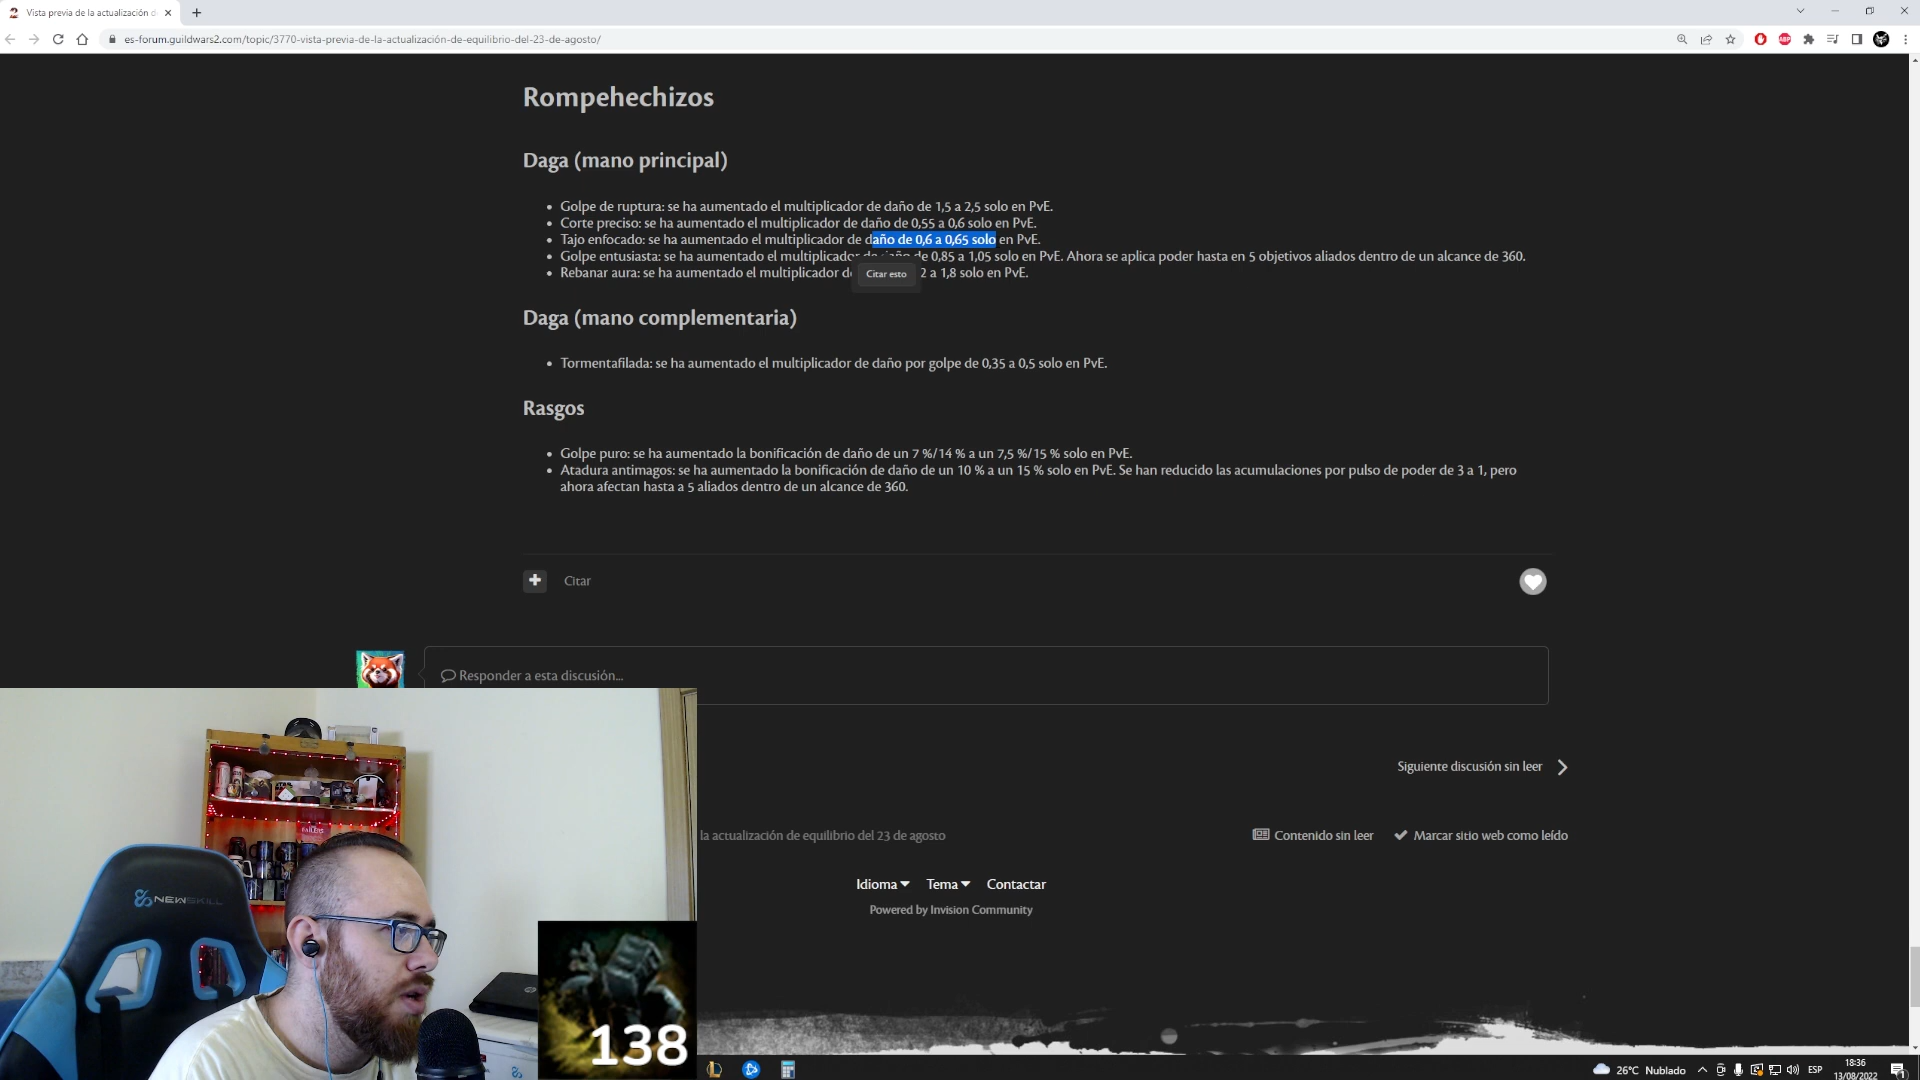 Vista previa de la actualización d
es-forum.guildwars2.com/topic/3770-vista-previa-de-la-actualización-de-equilibrio-del-23-de-agosto/
ABP
Rompehechizos
Daga (mano principal)
• Golpe de ruptura: se ha aumentado el multiplicador de daño de 1,5 a 2,5 solo en PvE.
• Corte preciso: se ha aumentado el multiplicador de daño de 0,55 a 0,6 solo en PvE.
• Tajo enfocado: se ha aumentado el multiplicador de daño de 0,6 a 0,65 solo en PvE.
• Golpe entusiasta: se ha aumentado el multiplicador de daño de 0,85 a 1,05 solo en PvE. Ahora se aplica poder hasta en 5 objetivos aliados dentro de un alcance de 360.
• Rebanar aura: se ha aumentado el multiplicador d Citar esto 2 a 1,8 solo en PvE.
Daga (mano complementaria)
• Tormentafilada: se ha aumentado el multiplicador de daño por golpe de 0,35 a 0,5 solo en PvE.
Rasgos
• Golpe puro: se ha aumentado la bonificación de daño de un 7 %/14 % a un 7,5 %/15 % solo en PvE.
• Atadura antimagos: se ha aumentado la bonificación de daño de un 10 % a un 15 % solo en PvE. Se han reducido las acumulaciones por pulso de poder de 3 a 1, pero
ahora afectan hasta a 5 aliados dentro de un alcance de 360.
Citar
Responder a esta discusión...
Siguiente discusión sin leer
la actualización de equilibrio del 23 de agosto
Contenido sin leer
Marcar sitio web como leído
Idioma
Tema
Contactar
Powered by Invision Community
NEWSKILL
138
26°C Nublado
ESP
18:36
13/08/2022
1